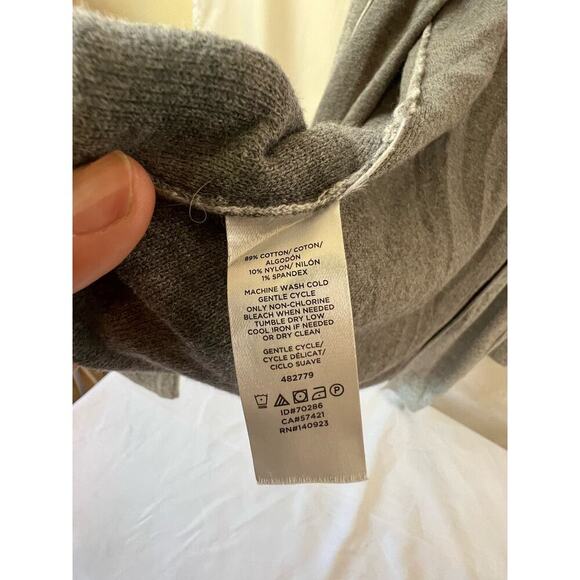 89% COTTON/ COTON/
ALGODÓN
10% NYLON/ NILÓN
1% SPANDEX
MACHINE WASH COLD
GENTLE CYCLE
ONLY NON-CHLORINE
BLEACH WHEN NEEDED
TUMBLE DRY LOW
COOL IRON IF NEEDED
OR DRY CLEAN
GENTLE CYCLE/
CYCLE DÉLICAT/
CICLO SUAVE
482779
ID#70286
CA#57421
RN#140923